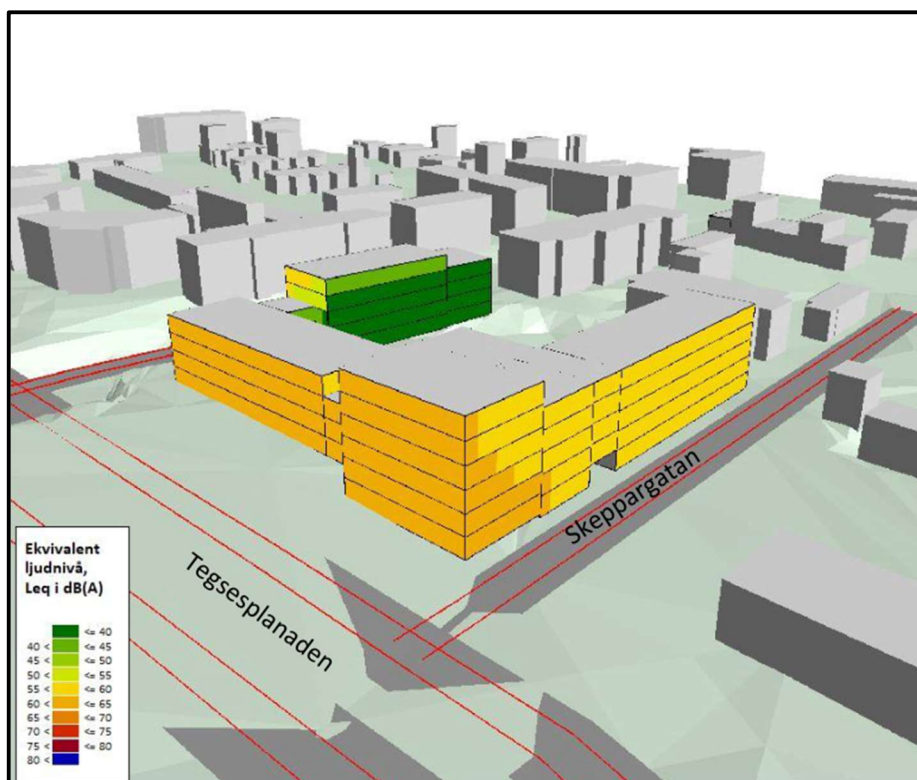 Skeppargatan
Tegsesplanaden
Ekvivalent
ljudnivå,
Leq i dB(A)
<= 40
40 < <= 45
45 < <= 50
50 < <= 55
55 < <= 60
60 < <= 65
65 < <= 70
70 < <= 75
75 < <= 80
80 <